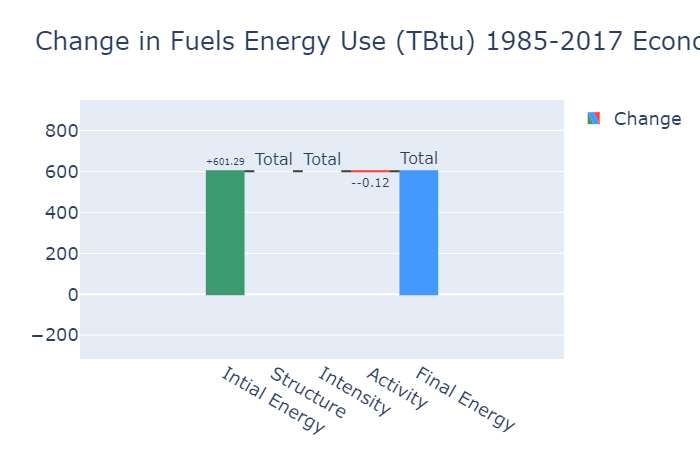 Change in Fuels Energy Use (TBtu) 1985-2017
Change
800
600
400
200
0
−200
+601.29
Total
Total
--0.12
Total
Intial Energy
Structure
Intensity
Activity
Final Energy